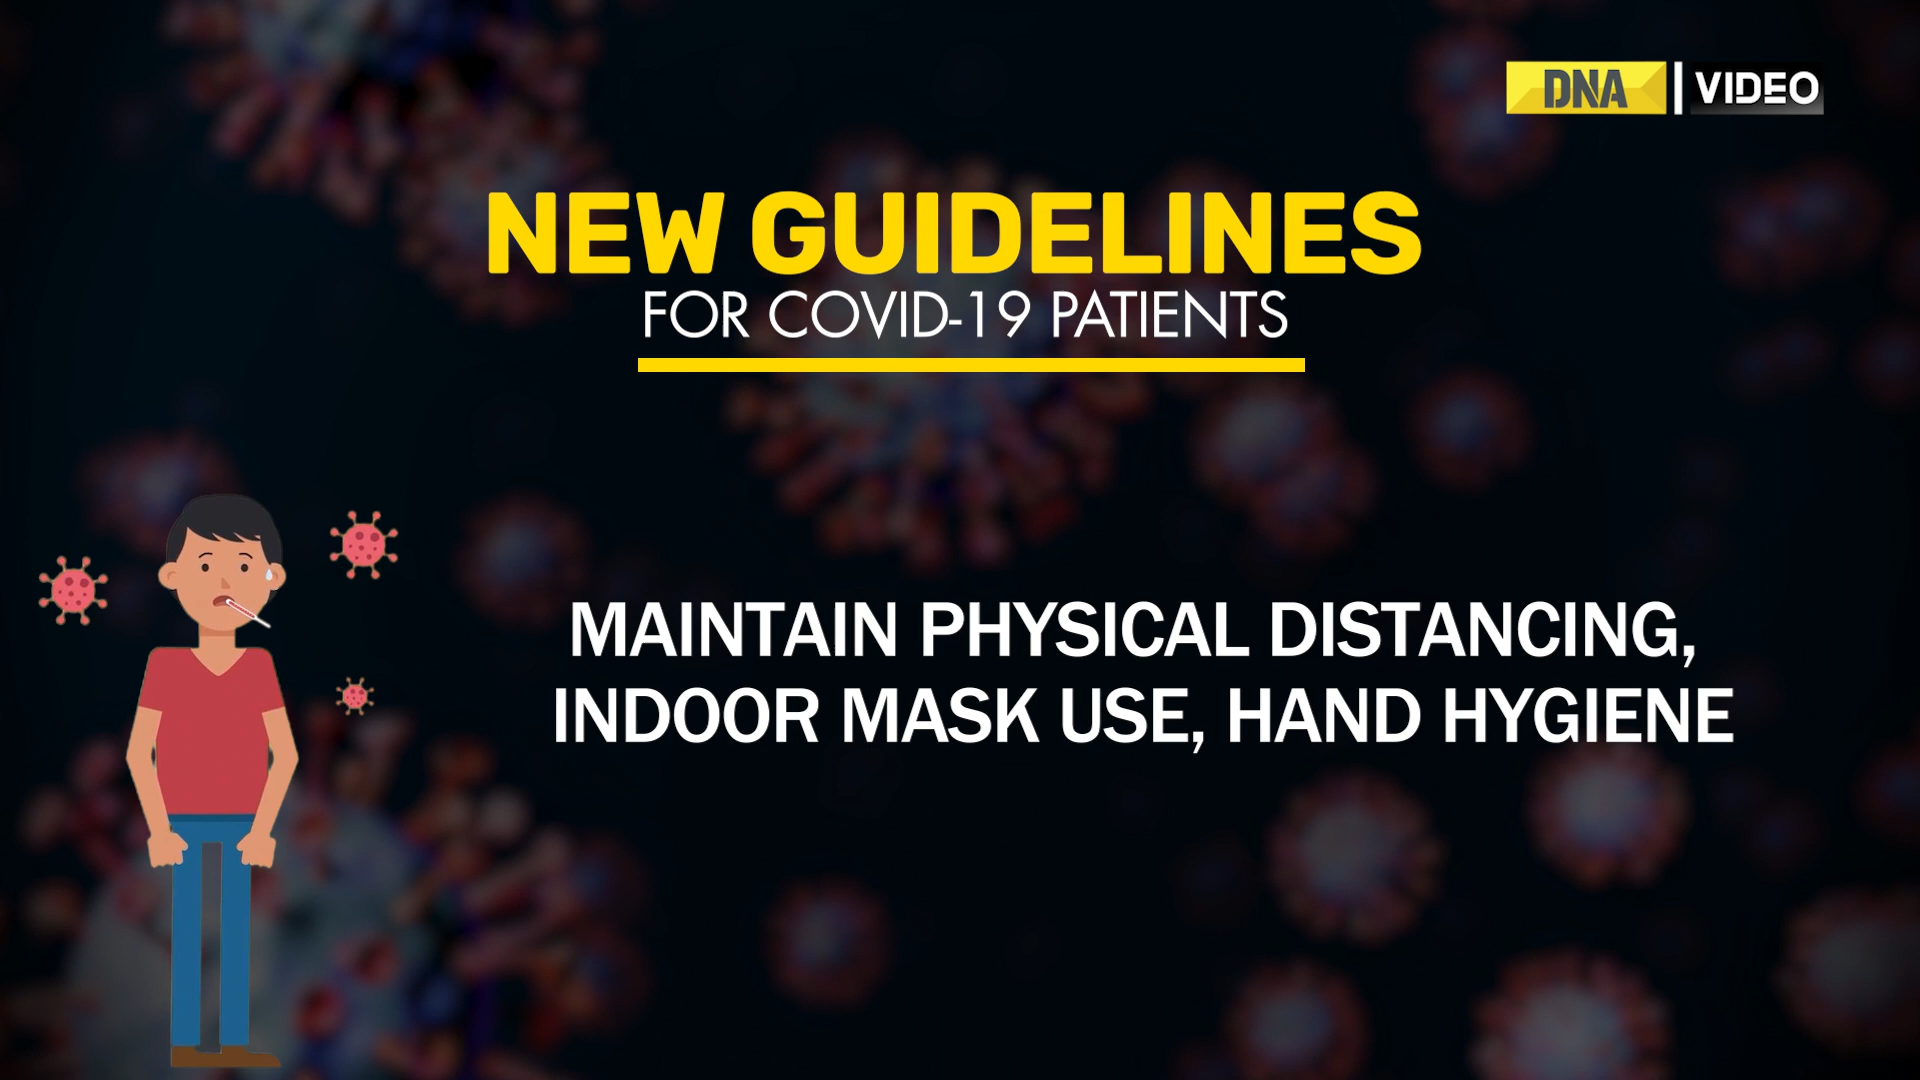 DNA VIDEO
NEW GUIDELINES
FOR COVID-19 PATIENTS
MAINTAIN PHYSICAL DISTANCING,
INDOOR MASK USE, HAND HYGIENE